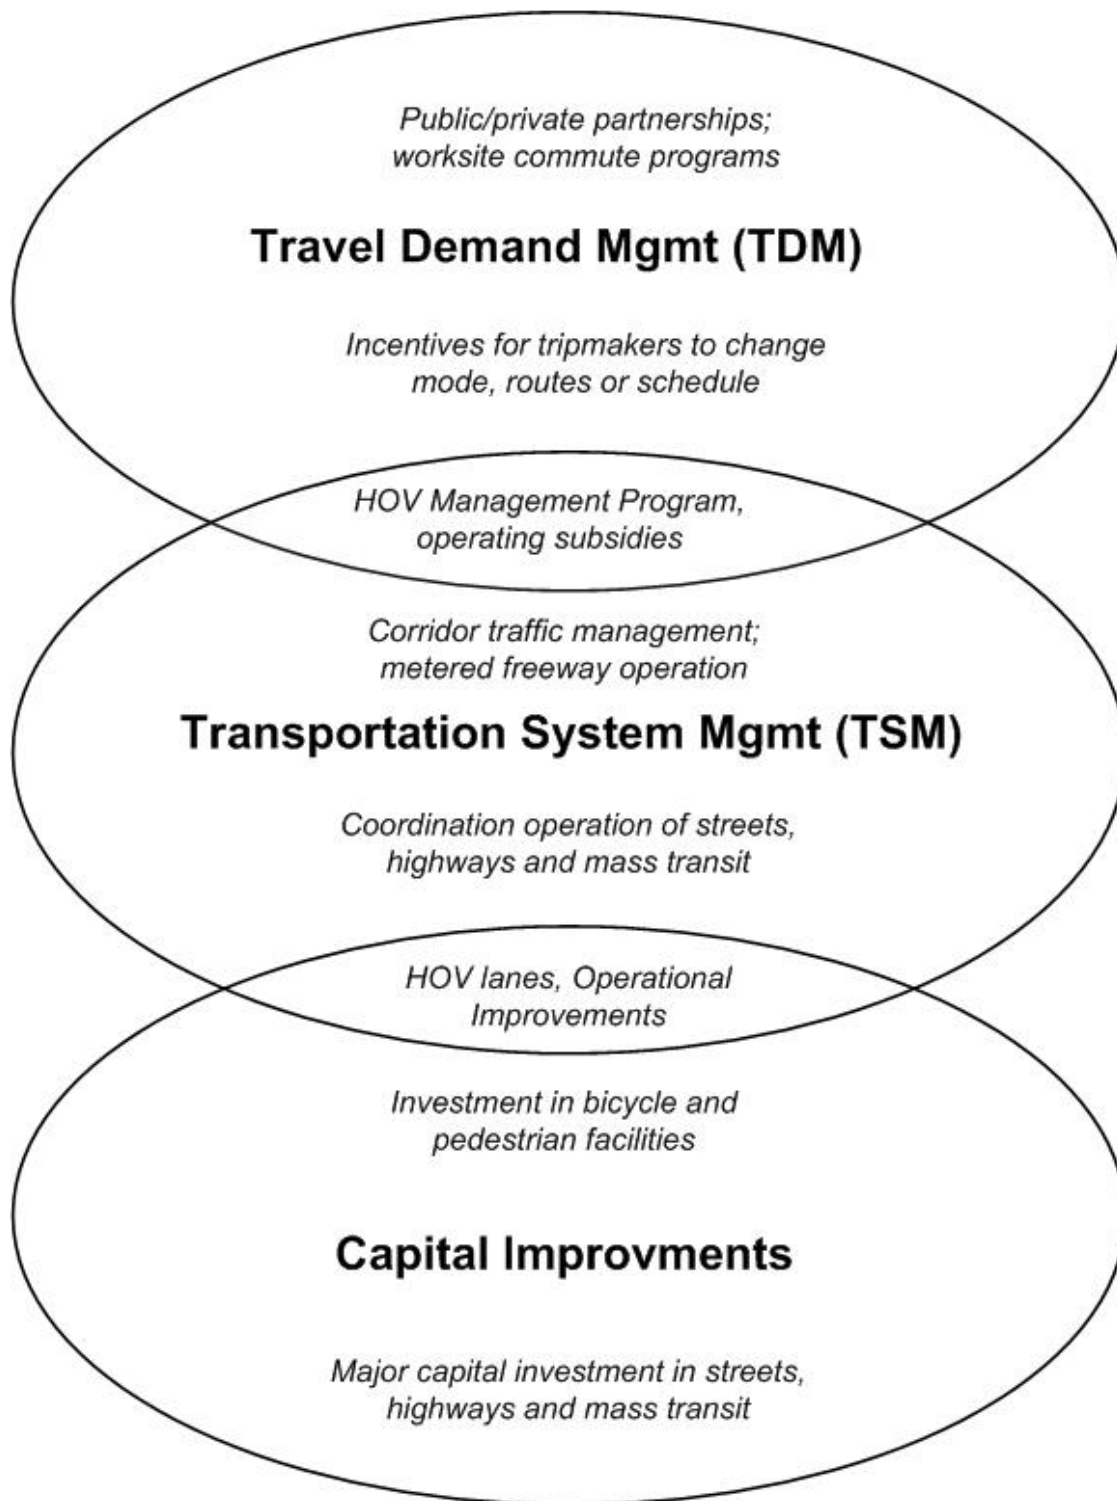 Public/private partnerships;
worksite commute programs
Travel Demand Mgmt (TDM)
Incentives for tripmakers to change
mode, routes or schedule
HOV Management Program,
operating subsidies
Corridor traffic management;
metered freeway operation
Transportation System Mgmt (TSM)
Coordination operation of streets,
highways and mass transit
HOV lanes, Operational
Improvements
Investment in bicycle and
pedestrian facilities
Capital Improvments
Major capital investment in streets,
highways and mass transit